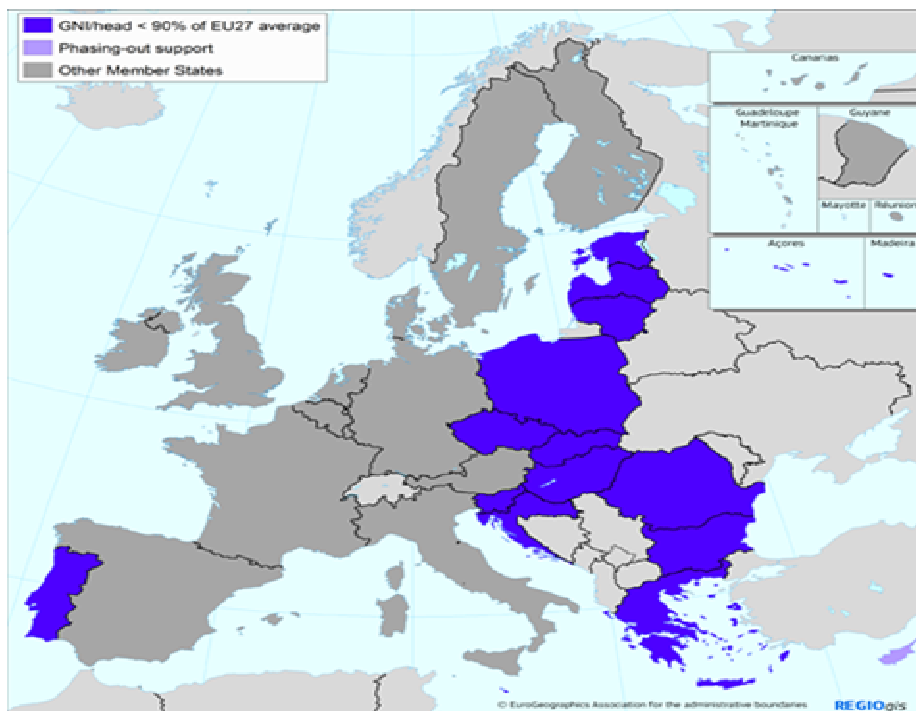 GNI/head < 90% of EU27 average
Phasing-out support
Other Member States
Canarias
Guadeloupe
Martinique
Guyane
Mayotte
Réunion
Açores
Madeira
© EuroGeographics Association for the administrative boundaries
REGIOgis